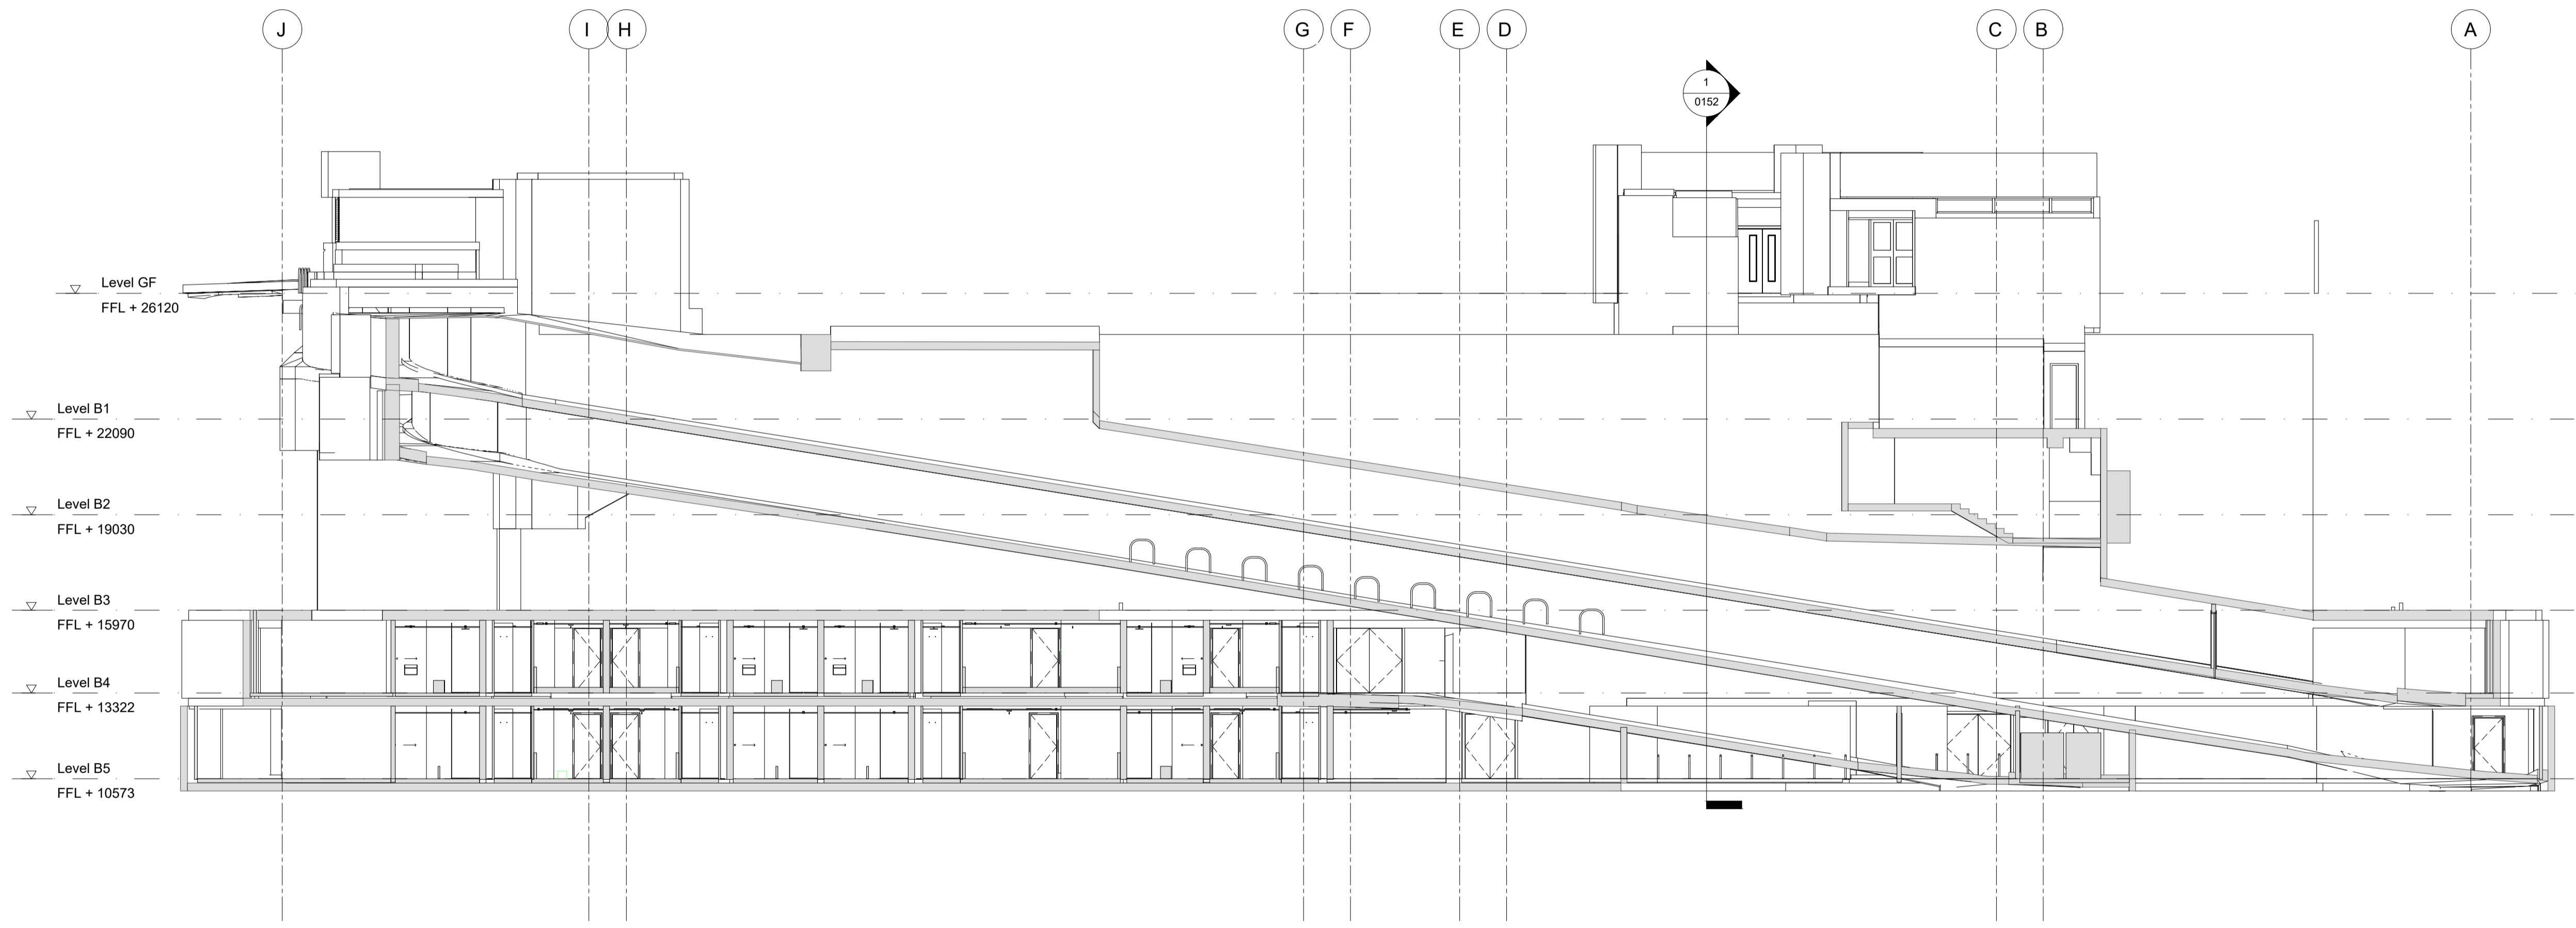 J
I
H
G
F
E
D
C
B
A
1
0152
Level GF
FFL + 26120
Level B1
FFL + 22090
Level B2
FFL + 19030
Level B3
FFL + 15970
Level B4
FFL + 13322
Level B5
FFL + 10573